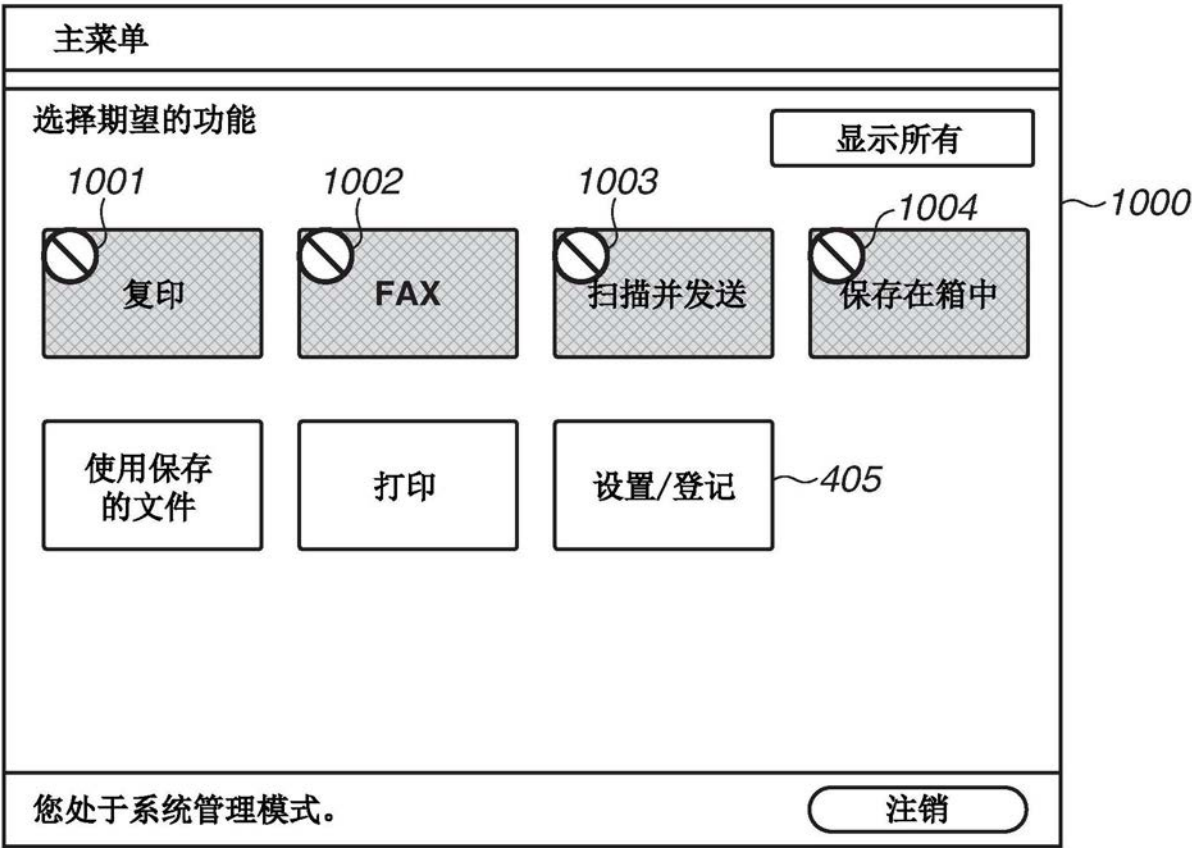 主菜单
选择期望的功能
显示所有
1001
1002
1003
1004
1000
复印
FAX
扫描并发送
保存在箱中
使用保存
的文件
打印
设置/登记
405
您处于系统管理模式。
注销